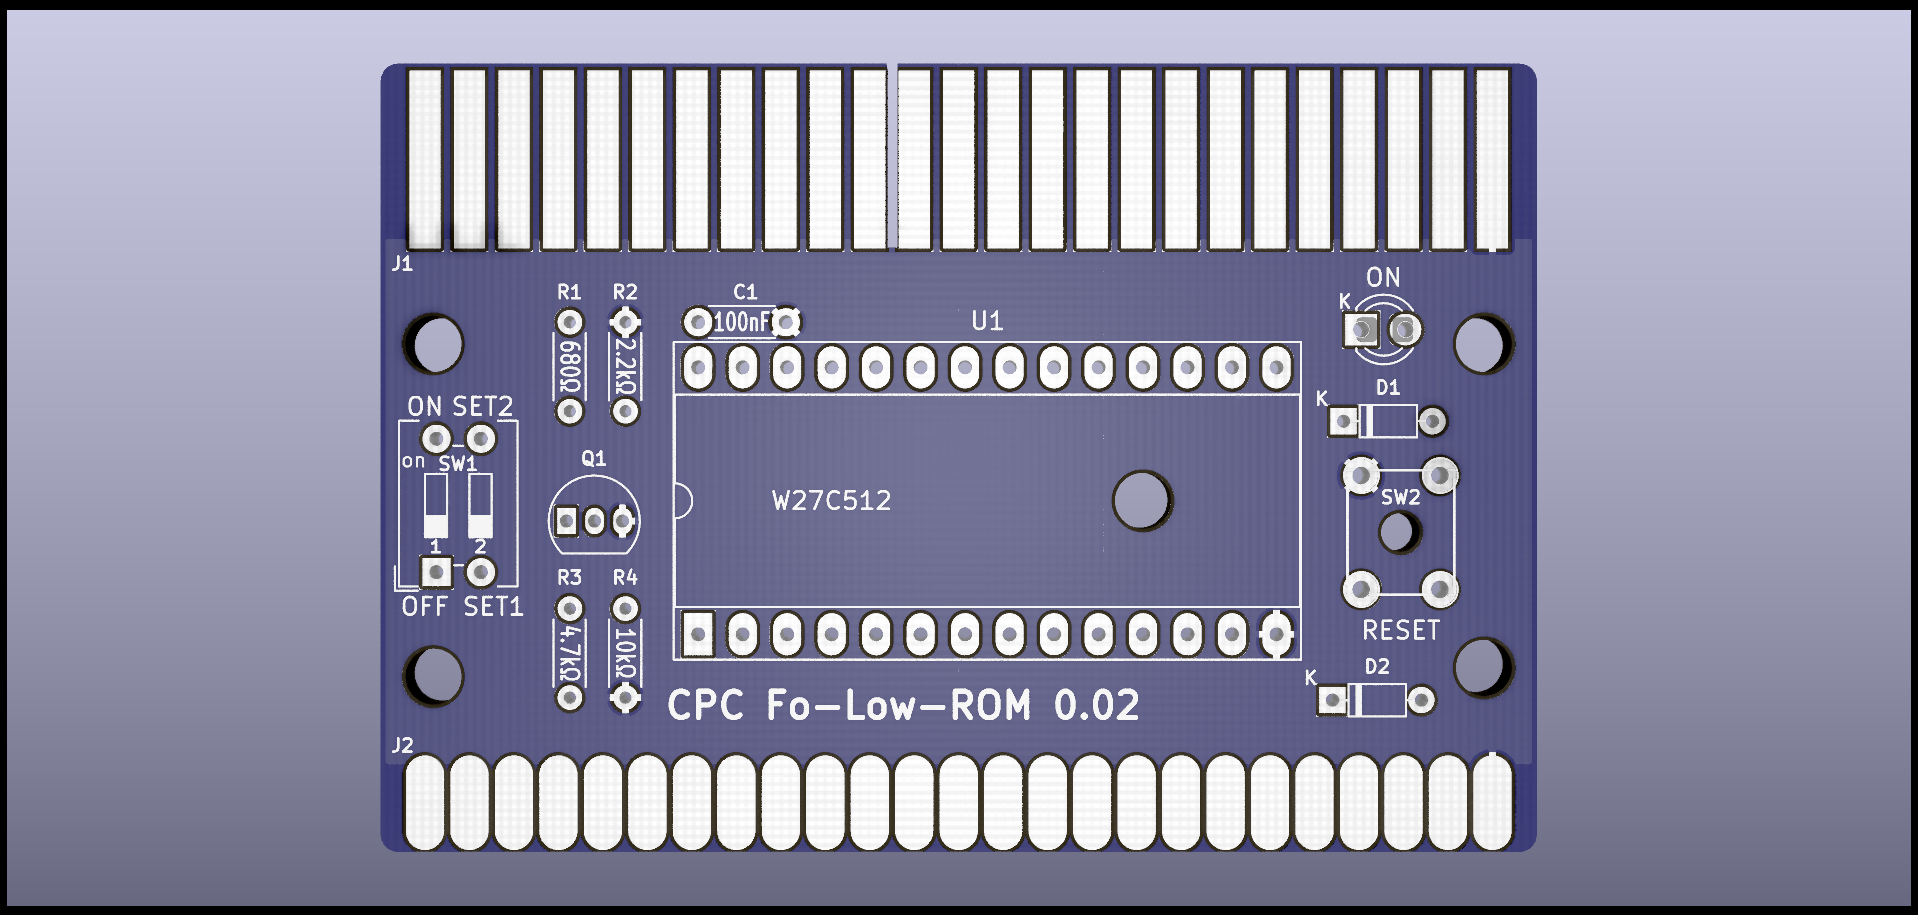 J1
R1 R2 C1 U1 ON
100nF
K
680Ω 2.2kΩ
D1
K
ON SET2
on SW1
Q1
W27C512
SW2
1 2
R3 R4
OFF SET1
RESET
4.7kΩ 10kΩ
D2
K
CPC Fo-Low-ROM 0.02
J2